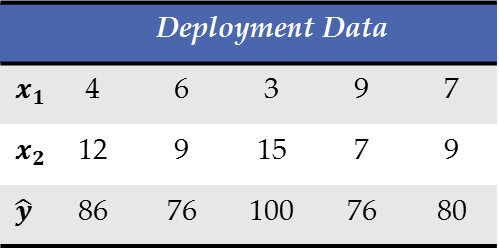 Deployment Data
x₁ 4 6 3 9 7
x₂ 12 9 15 7 9
ŷ 86 76 100 76 80